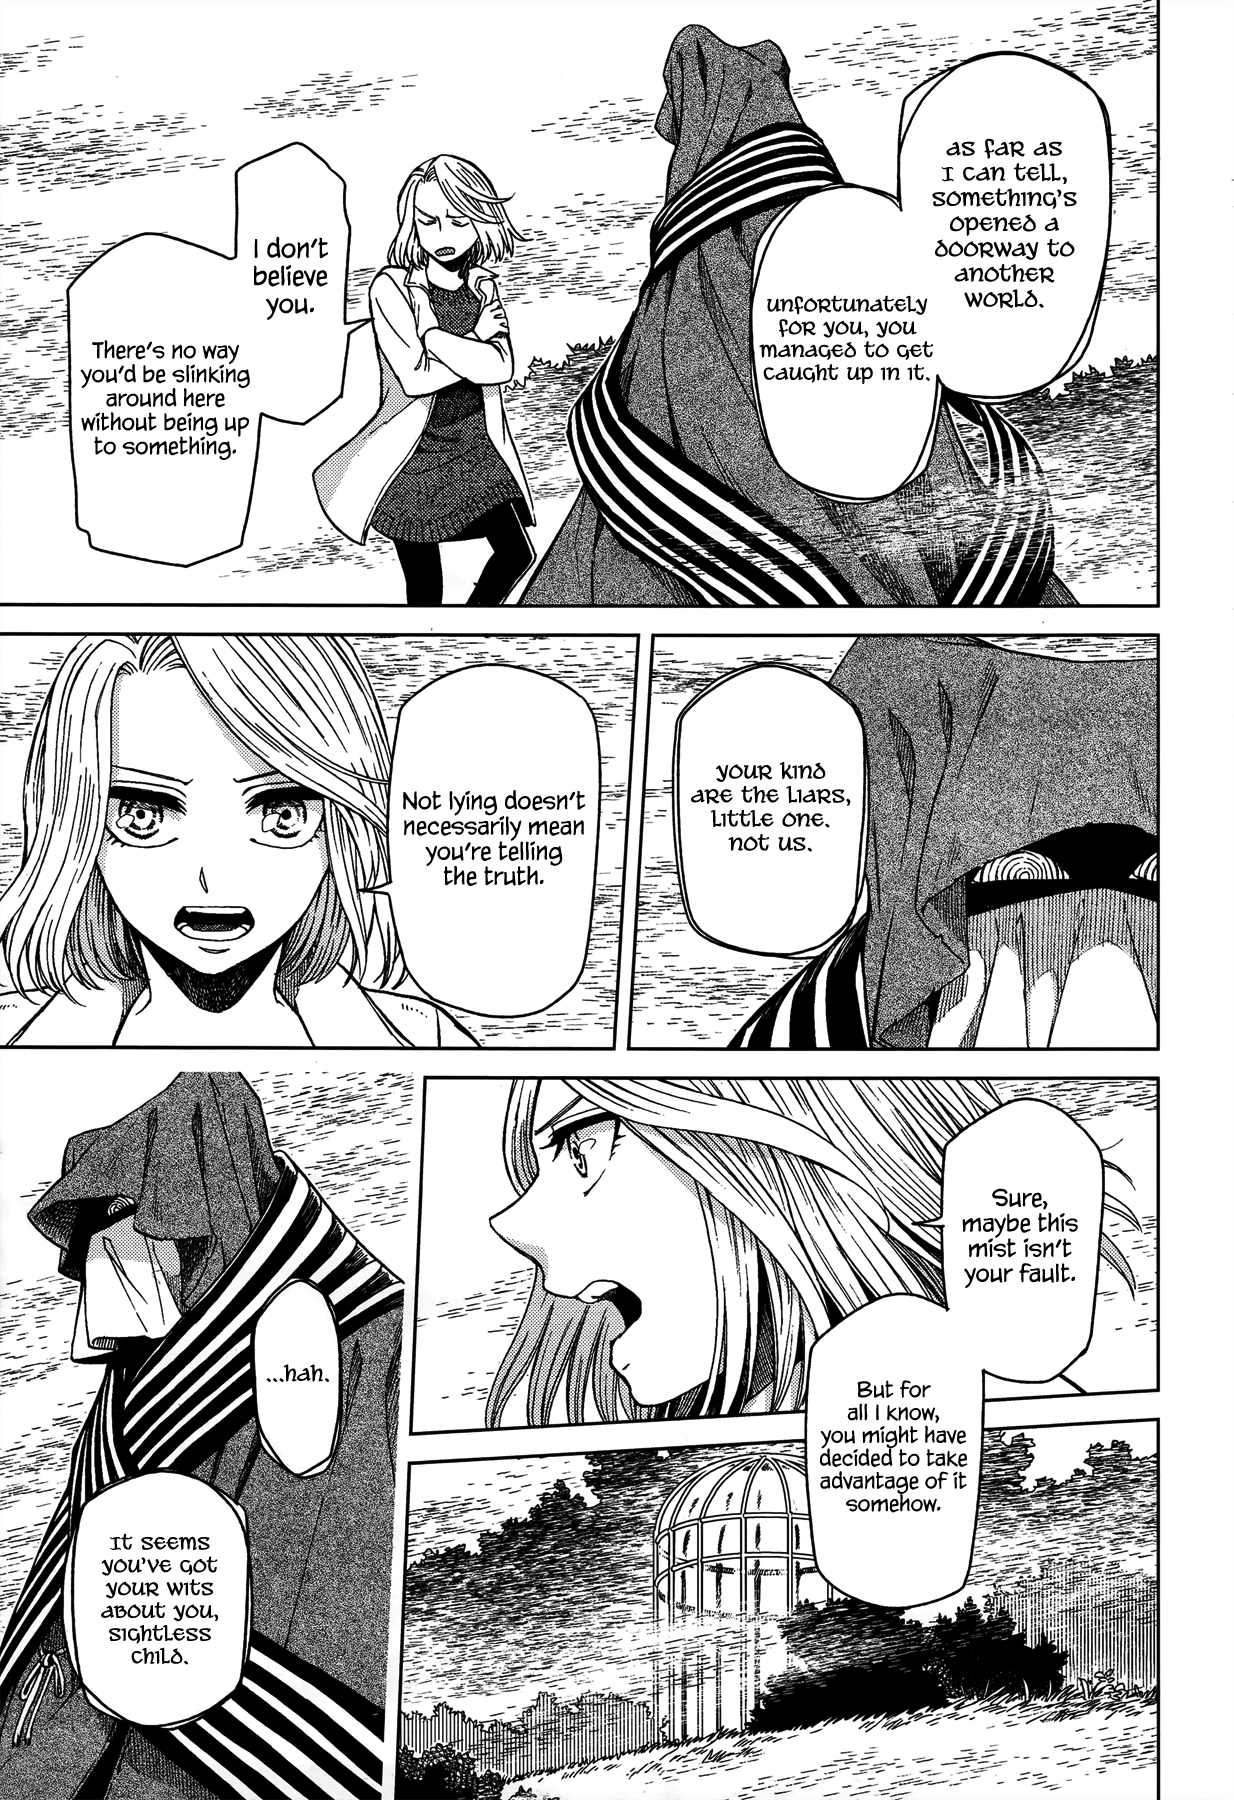 as far as
I can tell,
something's
opened a
doorway to
another
world.
unfortunately
for you, you
managed to get
caught up in it.
I don't
believe
you.
There's no way
you'd be slinking
around here
without being up
to something.
your kind
are the liars,
little one.
not us.
Not lying doesn't
necessarily mean
you're telling
the truth.
Sure,
maybe this
mist isn't
your fault.
But for
all I know,
you might have
decided to take
advantage of it
somehow.
...hah.
It seems
you've got
your wits
about you,
sightless
child.